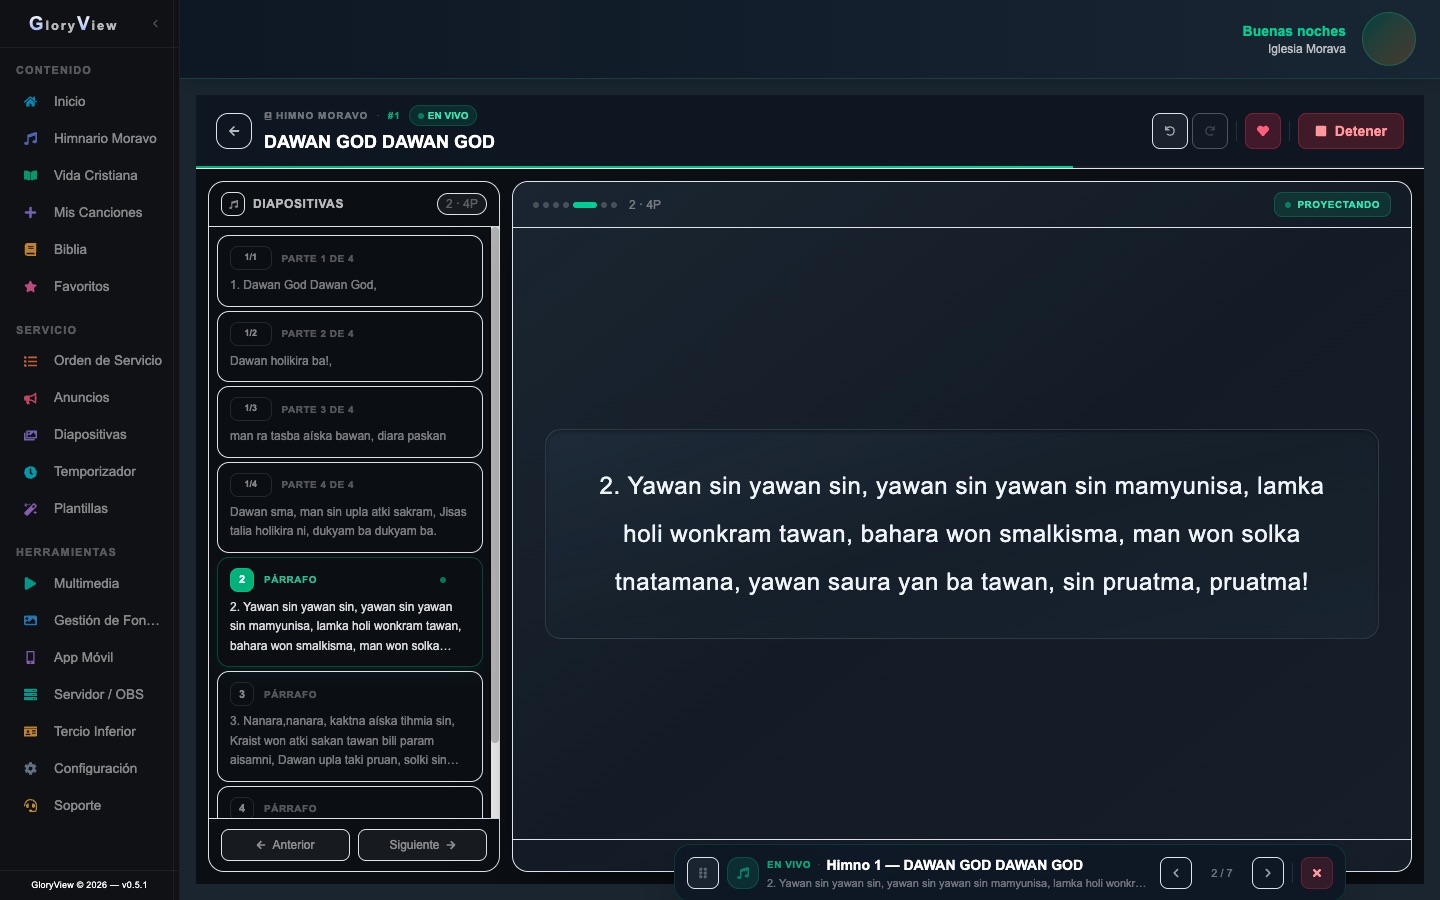 GloryView
CONTENIDO
Inicio
Himnario Moravo
Vida Cristiana
Mis Canciones
Biblia
Favoritos
SERVICIO
Orden de Servicio
Anuncios
Diapositivas
Temporizador
Plantillas
HERRAMIENTAS
Multimedia
Gestión de Fon...
App Móvil
Servidor / OBS
Tercio Inferior
Configuración
Soporte
GloryView © 2026 — v0.5.1
Buenas noches
Iglesia Morava
HIMNO MORAVO · #1 EN VIVO
DAWAN GOD DAWAN GOD
Detener
DIAPOSITIVAS 2 · 4P
1/1 PARTE 1 DE 4
1. Dawan God Dawan God,
1/2 PARTE 2 DE 4
Dawan holikira ba!,
1/3 PARTE 3 DE 4
man ra tasba aíska bawan, diara paskan
1/4 PARTE 4 DE 4
Dawan sma, man sin upla atki sakram, Jisas
talia holikira ni, dukyam ba dukyam ba.
2 PÁRRAFO
2. Yawan sin yawan sin, yawan sin yawan
sin mamyunisa, lamka holi wonkram tawan,
bahara won smalkisma, man won solka...
3 PÁRRAFO
3. Nanara,nanara, kaktna aíska tihmia sin,
Kraist won atki sakan tawan bili param
aisamni, Dawan upla taki pruan, solki sin...
4 PÁRRAFO
Anterior
Siguiente
2 · 4P
PROYECTANDO
2. Yawan sin yawan sin, yawan sin yawan sin mamyunisa, lamka
holi wonkram tawan, bahara won smalkisma, man won solka
tnatamana, yawan saura yan ba tawan, sin pruatma, pruatma!
EN VIVO · Himno 1 — DAWAN GOD DAWAN GOD
2. Yawan sin yawan sin, yawan sin yawan sin mamyunisa, lamka holi wonkr...
2 / 7